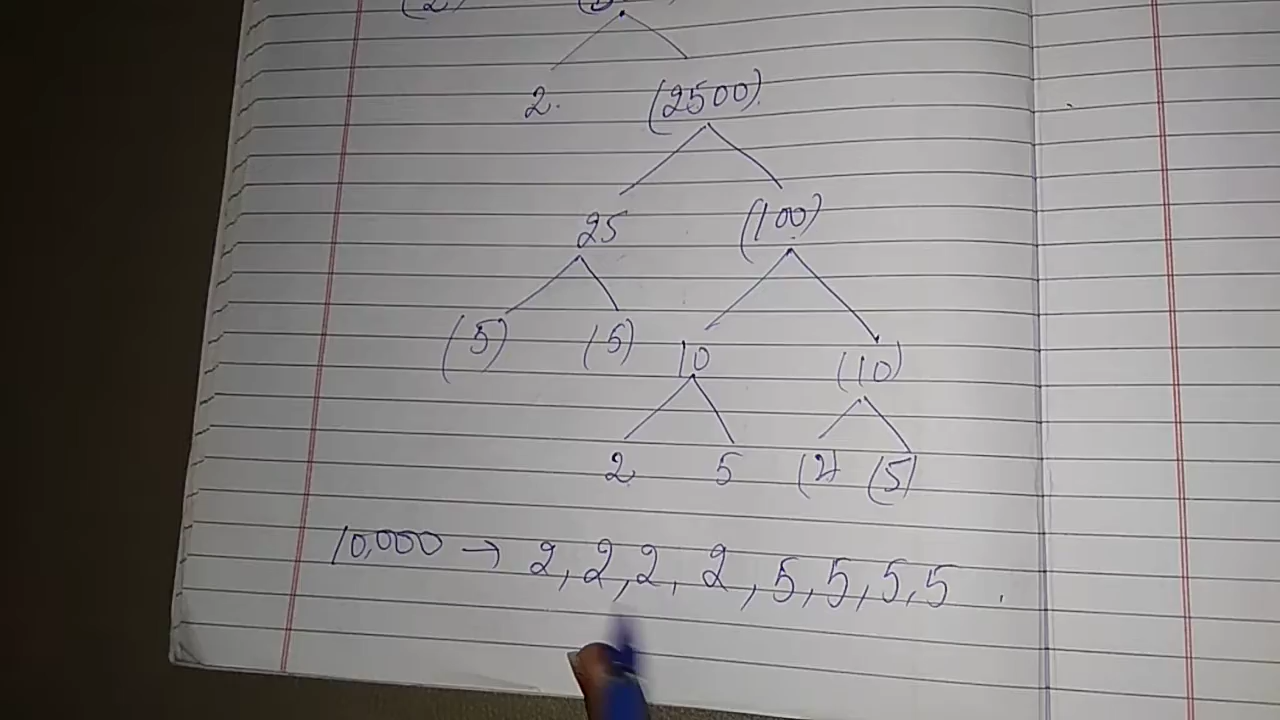 (2)
2. (2500)
25 (100)
(5) (5) 10 (10)
2 5 (2) (5)
10,000 → 2, 2, 2, 2, 5, 5, 5, 5